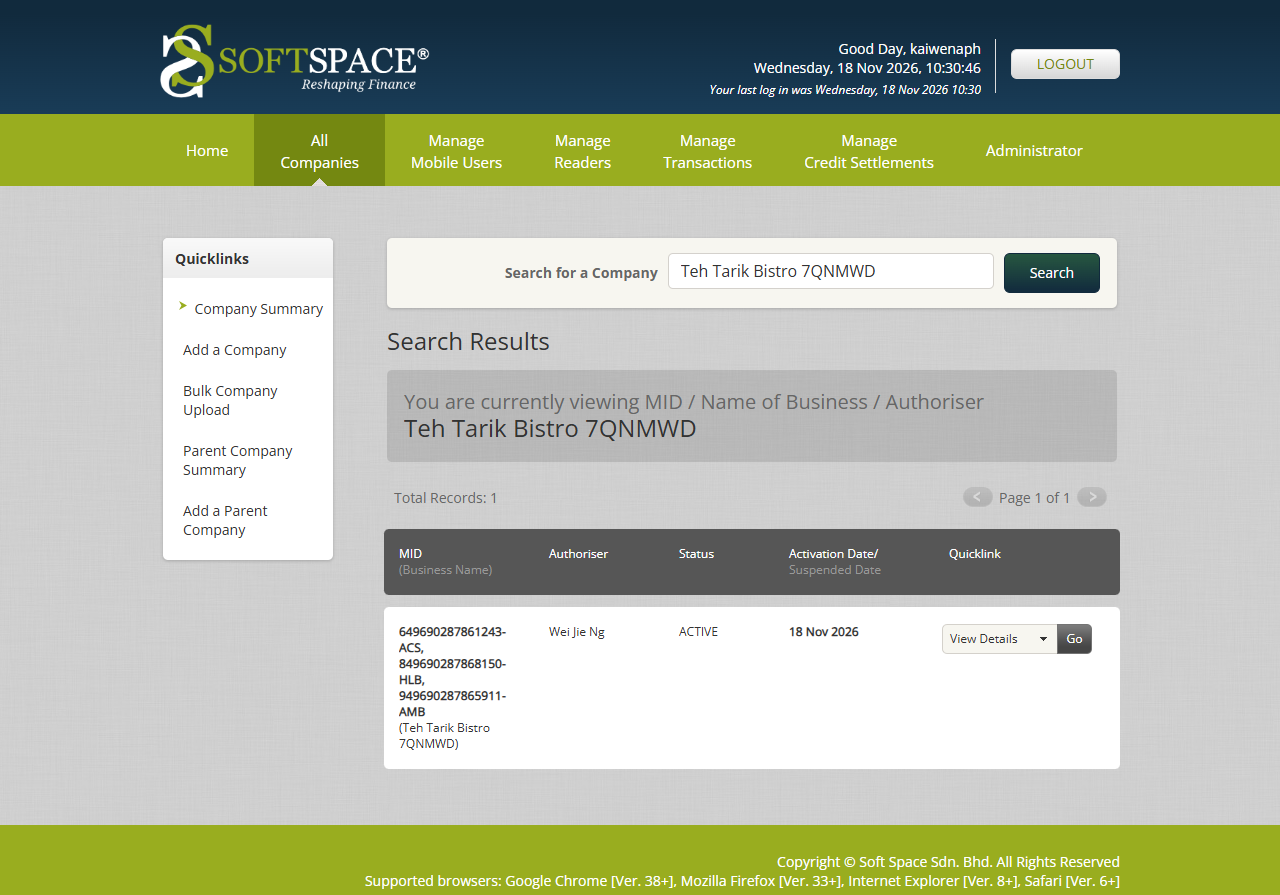 SOFTSPACE®
Reshaping Finance
Good Day, kaiwenaph
Wednesday, 18 Nov 2026, 10:30:46
Your last log in was Wednesday, 18 Nov 2026 10:30
LOGOUT
Home
All
Companies
Manage
Mobile Users
Manage
Readers
Manage
Transactions
Manage
Credit Settlements
Administrator
Quicklinks
Company Summary
Add a Company
Bulk Company
Upload
Parent Company
Summary
Add a Parent
Company
Search for a Company
Teh Tarik Bistro 7QNMWD
Search
Search Results
You are currently viewing MID / Name of Business / Authoriser
Teh Tarik Bistro 7QNMWD
Total Records: 1
< Page 1 of 1 >
MID
(Business Name)
Authoriser
Status
Activation Date/
Suspended Date
Quicklink
649690287861243-
ACS,
849690287868150-
HLB,
949690287865911-
AMB
(Teh Tarik Bistro
7QNMWD)
Wei Jie Ng
ACTIVE
18 Nov 2026
View Details
Go
Copyright © Soft Space Sdn. Bhd. All Rights Reserved
Supported browsers: Google Chrome [Ver. 38+], Mozilla Firefox [Ver. 33+], Internet Explorer [Ver. 8+], Safari [Ver. 6+]